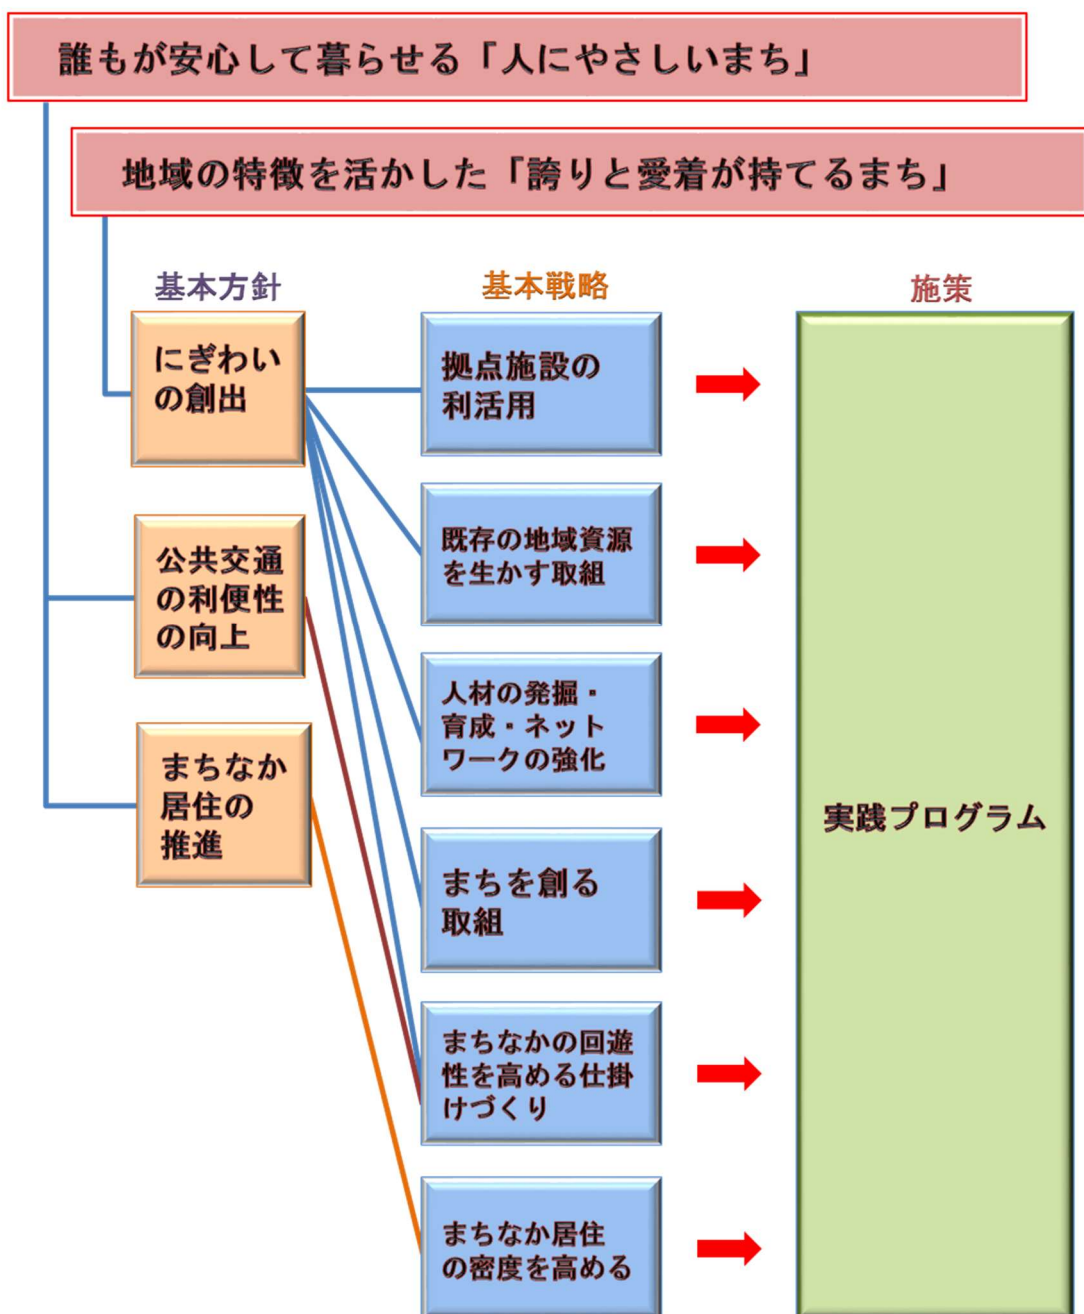 誰もが安心して暮らせる「人にやさしいまち」
地域の特徴を活かした「誇りと愛着が持てるまち」
基本方針
基本戦略
施策
にぎわい
の創出
公共交通
の利便性
の向上
まちなか
居住の
推進
拠点施設の
利活用
既存の地域資源
を生かす取組
人材の発掘・
育成・ネット
ワークの強化
まちを創る
取組
まちなかの回遊
性を高める仕掛
けづくり
まちなか居住
の密度を高める
実践プログラム